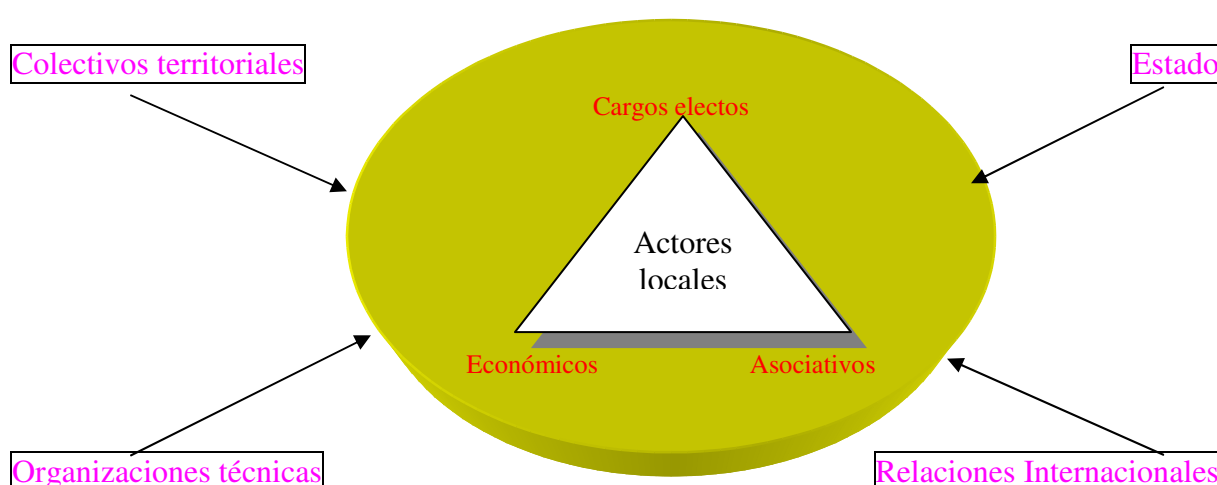 Colectivos territoriales
Estado
Cargos electos
Actores
locales
Económicos
Asociativos
Organizaciones técnicas
Relaciones Internacionales